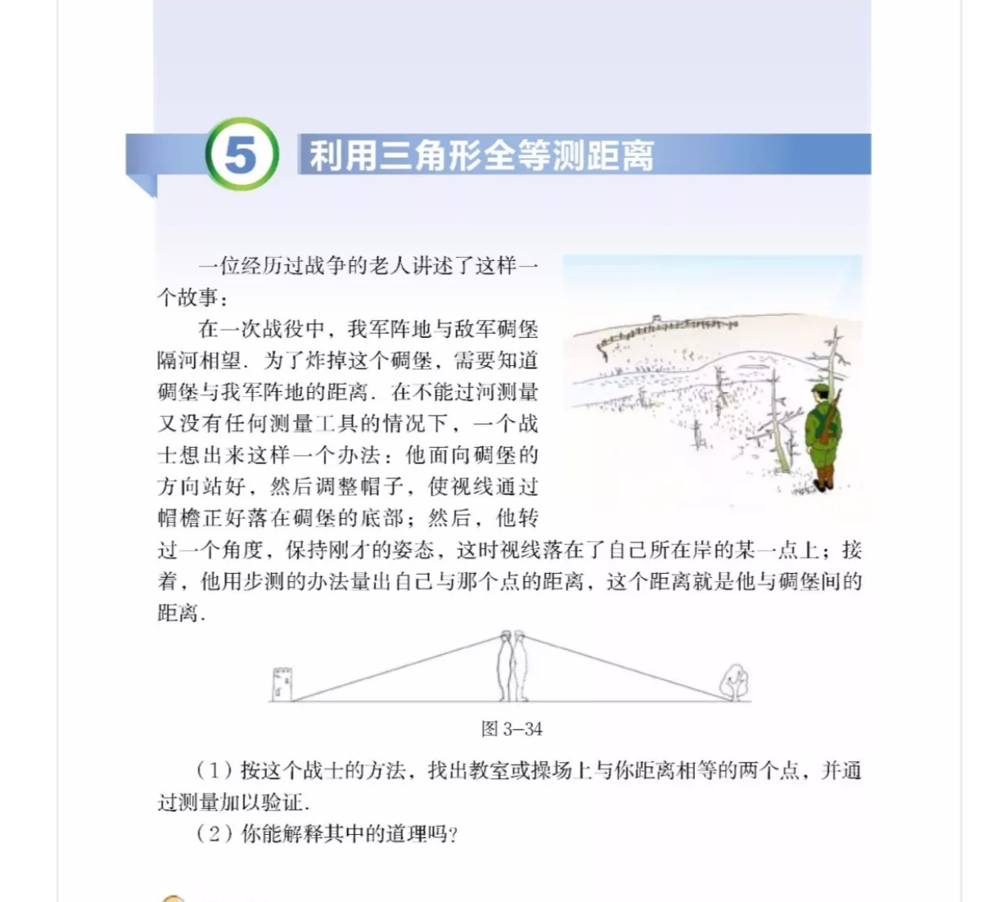 5 利用三角形全等测距离
一位经历过战争的老人讲述了这样一
个故事：
在一次战役中，我军阵地与敌军碉堡
隔河相望．为了炸掉这个碉堡，需要知道
碉堡与我军阵地的距离．在不能过河测量
又没有任何测量工具的情况下，一个战
士想出来这样一个办法：他面向碉堡的
方向站好，然后调整帽子，使视线通过
帽檐正好落在碉堡的底部；然后，他转
过一个角度，保持刚才的姿态，这时视线落在了自己所在岸的某一点上；接
着，他用步测的办法量出自己与那个点的距离，这个距离就是他与碉堡间的
距离．
图 3-34
（1）按这个战士的方法，找出教室或操场上与你距离相等的两个点，并通
过测量加以验证．
（2）你能解释其中的道理吗？